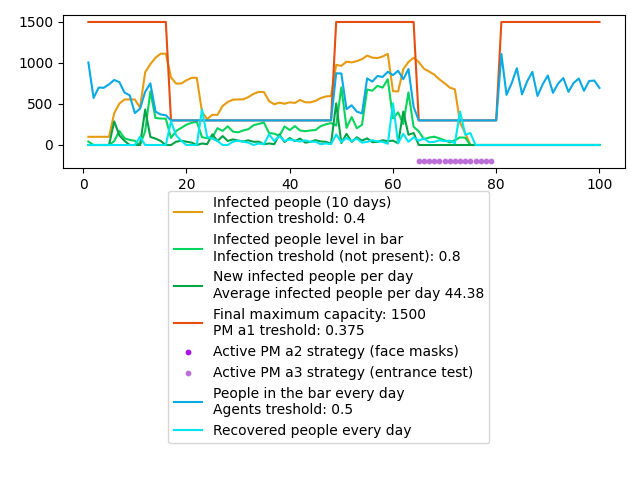 1500
1000
500
0
0
20
40
60
80
100
Infected people (10 days)
Infection treshold: 0.4
Infected people level in bar
Infection treshold (not present): 0.8
New infected people per day
Average infected people per day 44.38
Final maximum capacity: 1500
PM a1 treshold: 0.375
Active PM a2 strategy (face masks)
Active PM a3 strategy (entrance test)
People in the bar every day
Agents treshold: 0.5
Recovered people every day